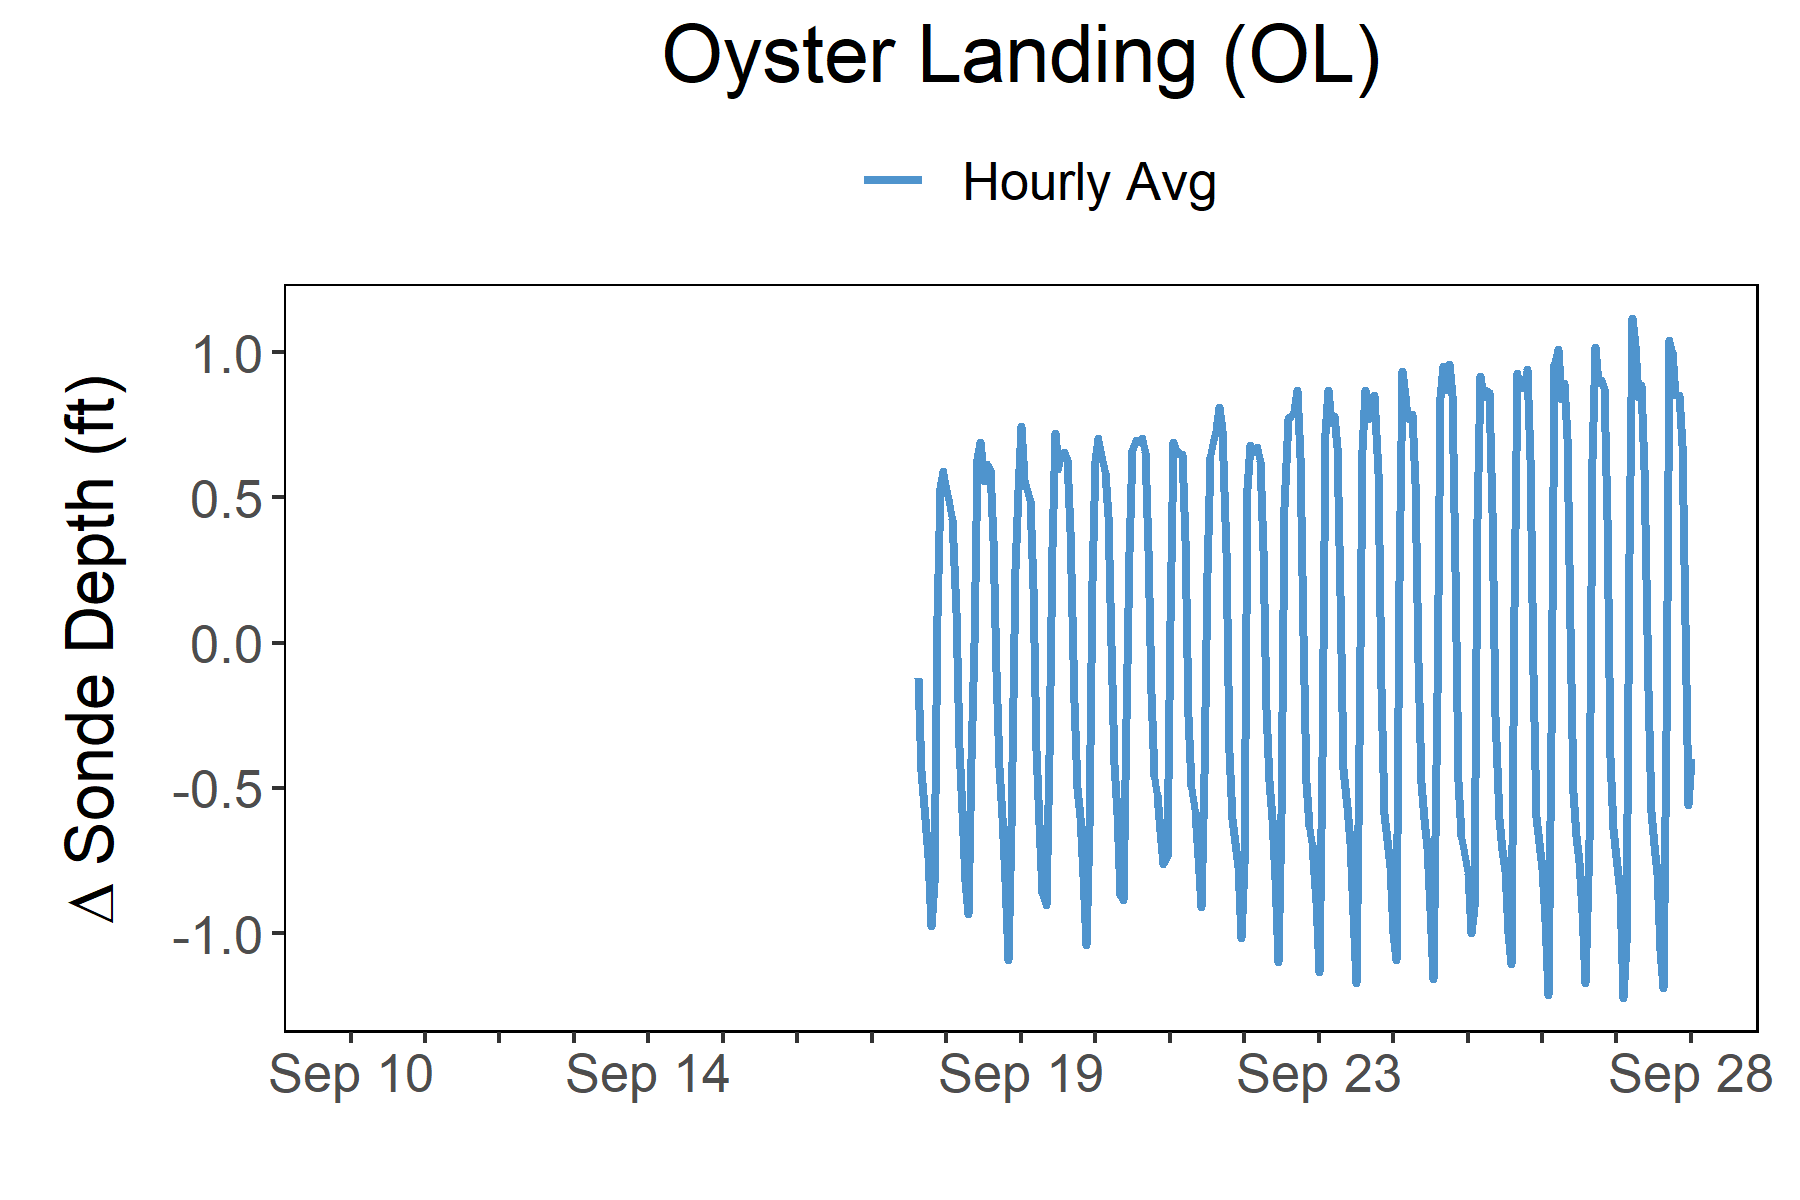 Oyster Landing (OL)
Hourly Avg
Δ Sonde Depth (ft)
1.0
0.5
0.0
-0.5
-1.0
Sep 10 Sep 14 Sep 19 Sep 23 Sep 28